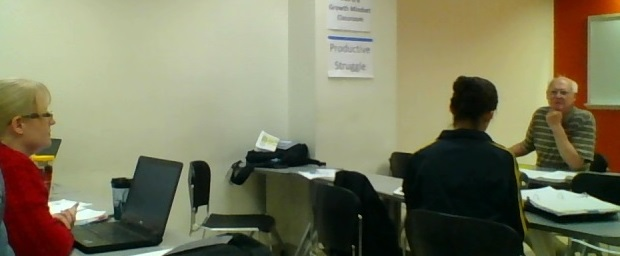 Growth Mindset
Classroom
Productive
Struggle